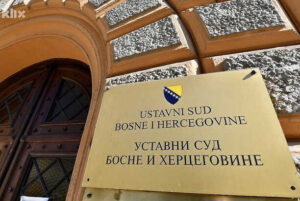 klix
USTAVNI SUD
BOSNE I HERCEGOVINE
УСТАВНИ СУД
БОСНЕ И ХЕРЦЕГОВИНЕ